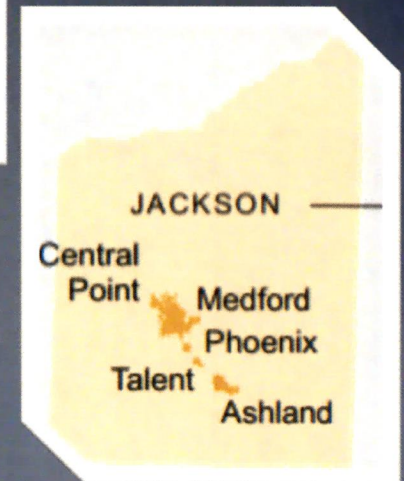 JACKSON
Central
Point
Medford
Phoenix
Talent
Ashland